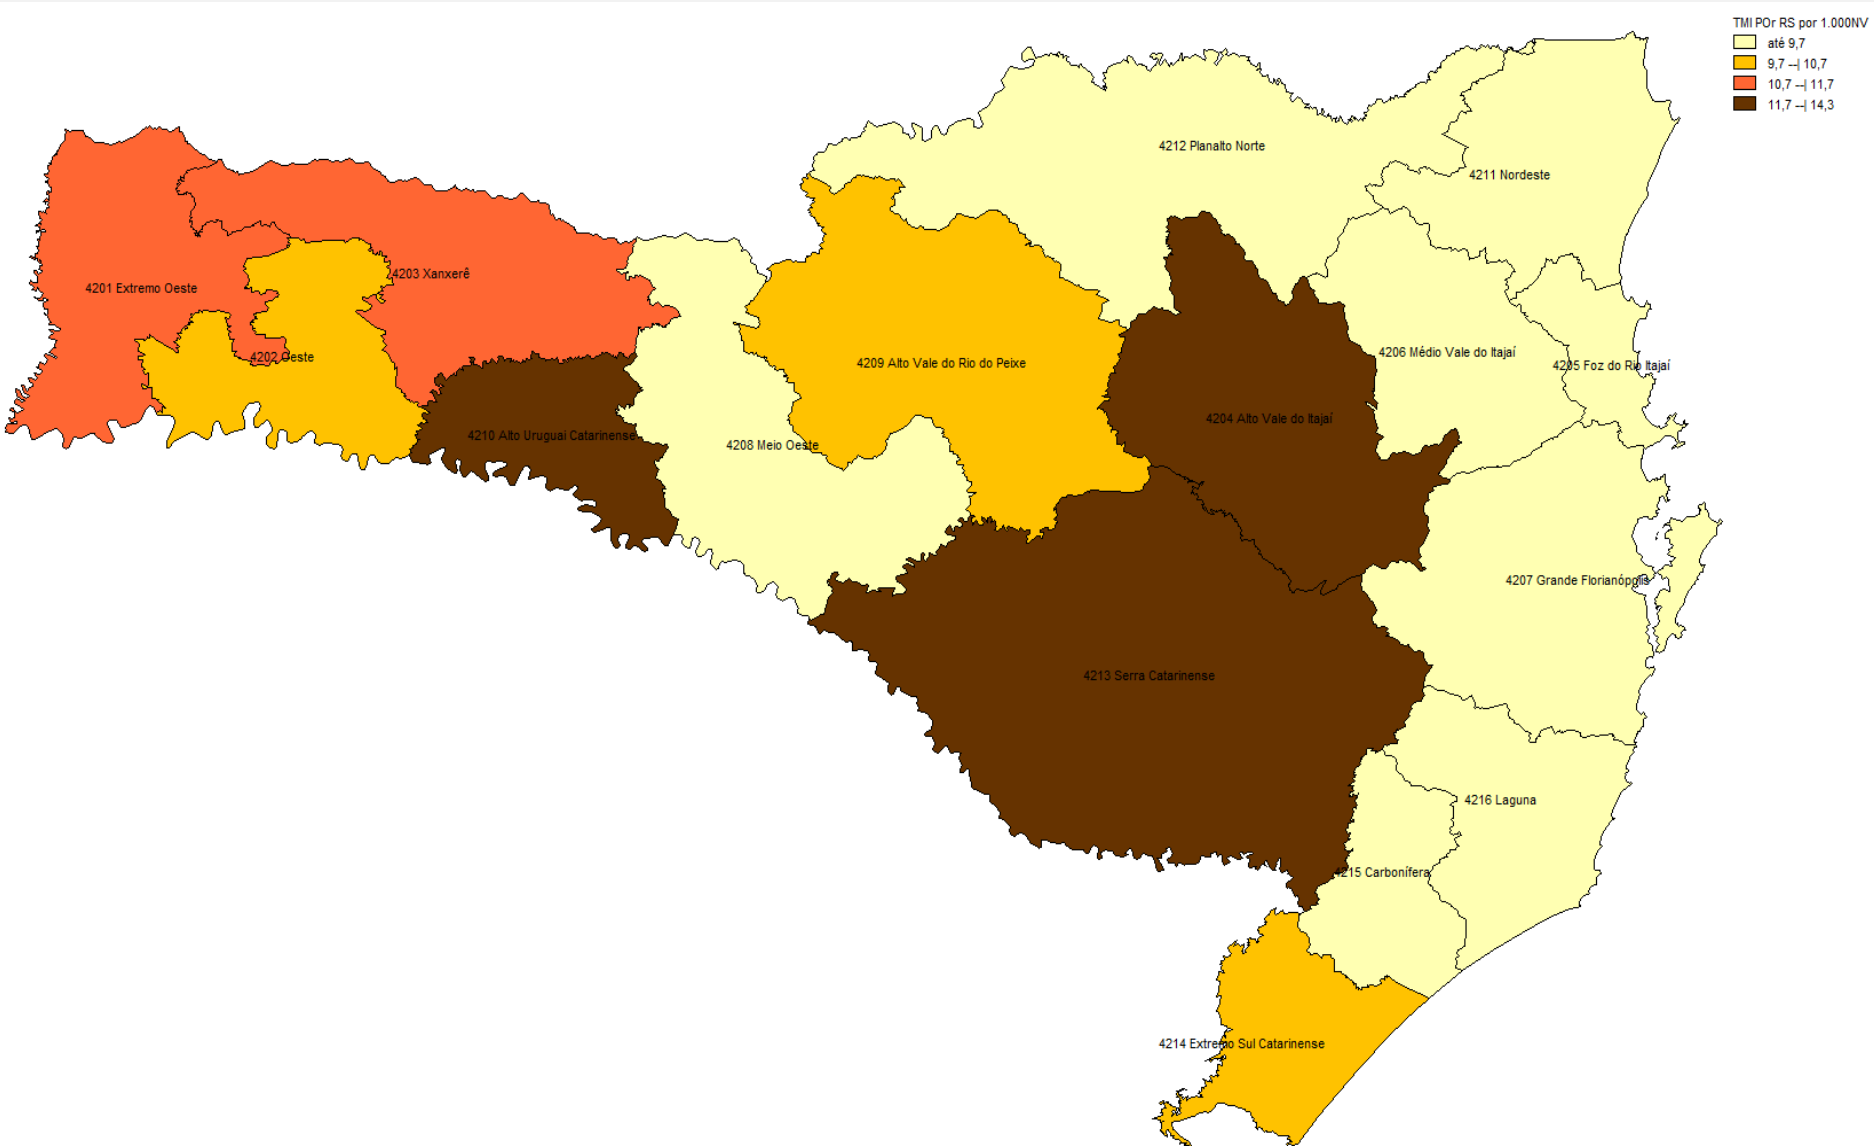 TMI POr RS por 1.000NV
até 9,7
9,7 --| 10,7
10,7 --| 11,7
11,7 --| 14,3
4212 Planalto Norte
4211 Nordeste
4203 Xanxerê
4201 Extremo Oeste
4202 Oeste
4206 Médio Vale do Itajaí
4209 Alto Vale do Rio do Peixe
4205 Foz do Rio Itajaí
4204 Alto Vale do Itajaí
4210 Alto Uruguai Catarinense
4208 Meio Oeste
4207 Grande Florianópolis
4213 Serra Catarinense
4216 Laguna
4215 Carbonífera
4214 Extremo Sul Catarinense